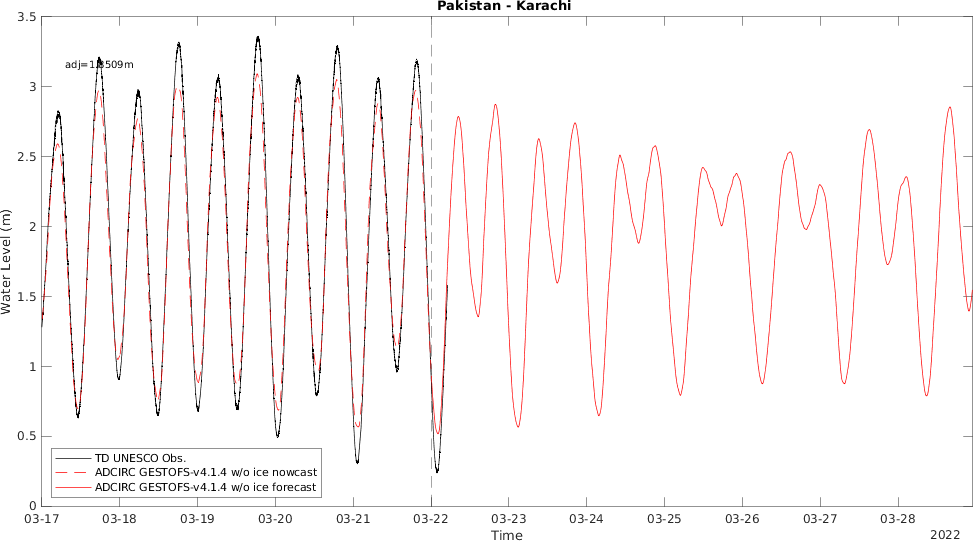 Pakistan - Karachi
3.5
3
2.5
2
1.5
1
0.5
0
Water Level (m)
adj=1.8509m
TD UNESCO Obs.
ADCIRC GESTOFS-v4.1.4 w/o ice nowcast
ADCIRC GESTOFS-v4.1.4 w/o ice forecast
03-17 03-18 03-19 03-20 03-21 03-22 03-23 03-24 03-25 03-26 03-27 03-28
Time
2022